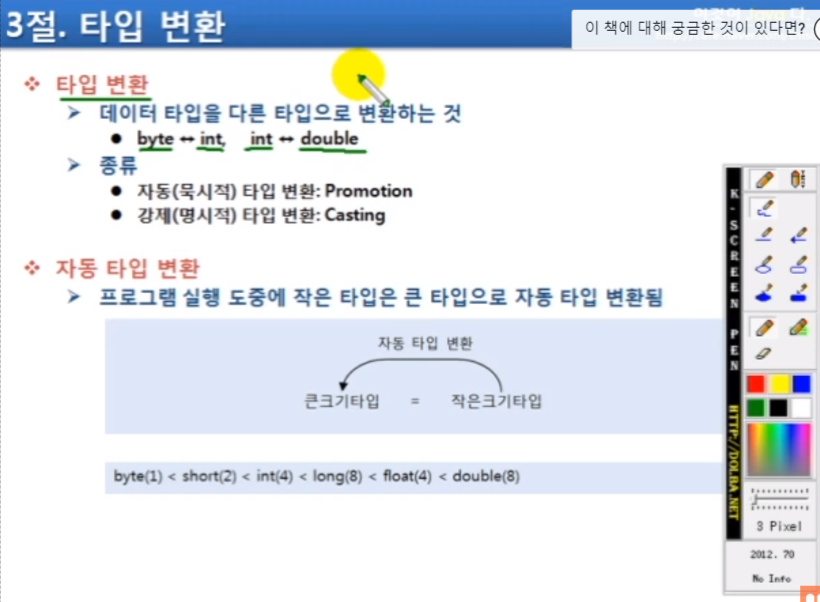 3절. 타입 변환
이 책에 대해 궁금한 것이 있다면?
❖ 타입 변환
➢ 데이터 타입을 다른 타입으로 변환하는 것
● byte ↔ int, int ↔ double
➢ 종류
● 자동(묵시적) 타입 변환: Promotion
● 강제(명시적) 타입 변환: Casting
❖ 자동 타입 변환
➢ 프로그램 실행 도중에 작은 타입은 큰 타입으로 자동 타입 변환됨
자동 타입 변환
큰크기타입 = 작은크기타입
byte(1) < short(2) < int(4) < long(8) < float(4) < double(8)
K-SCREEN PEN
HTTP://DOLBA.NET
3 Pixel
2012. 70
No Info